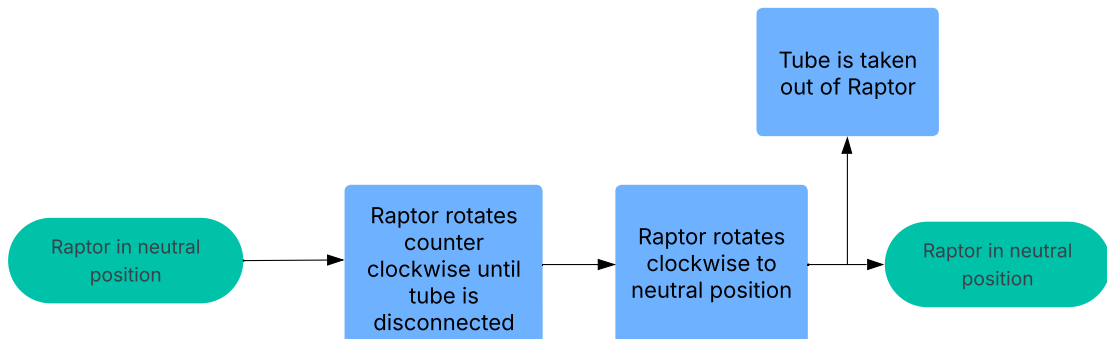 Raptor in neutral
position
Raptor rotates
counter
clockwise until
tube is
disconnected
Raptor rotates
clockwise to
neutral position
Tube is taken
out of Raptor
Raptor in neutral
position